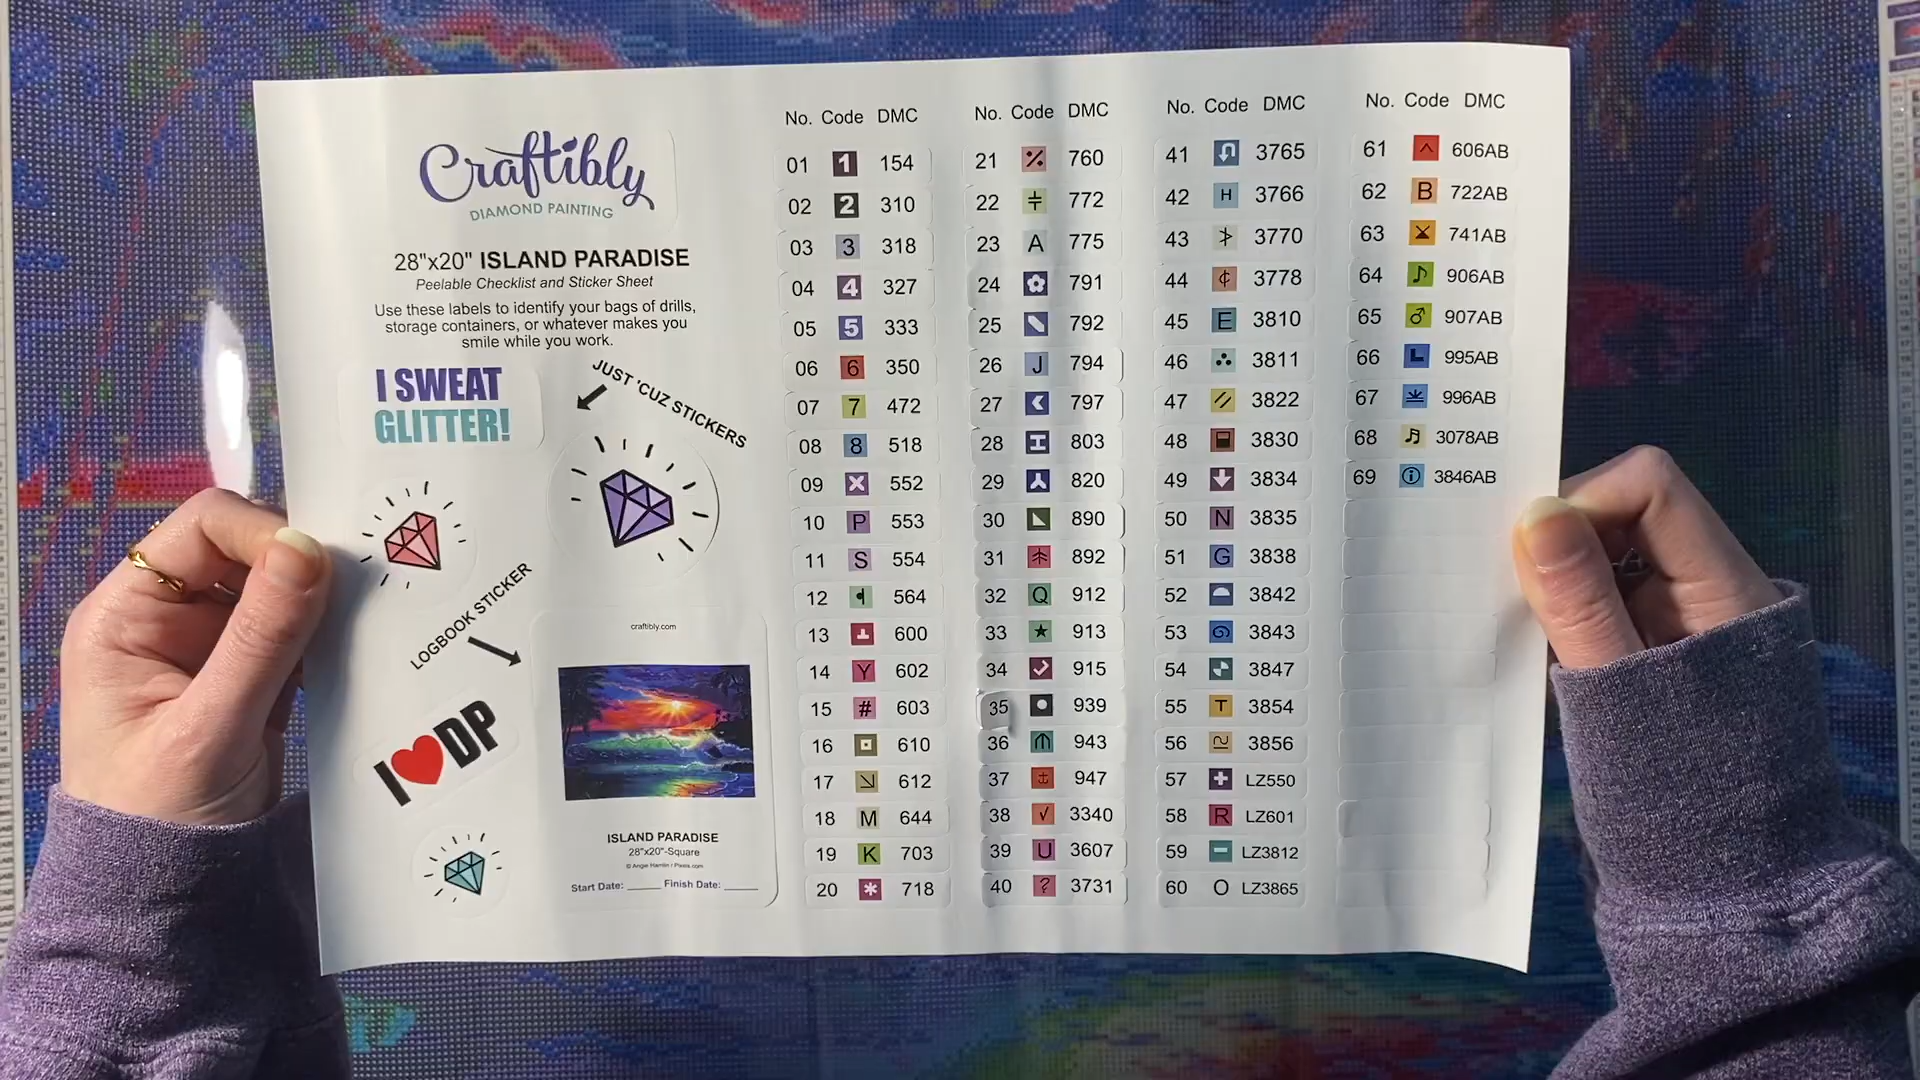 Craftibly
DIAMOND PAINTING
28"x20" ISLAND PARADISE
Peelable Checklist and Sticker Sheet
Use these labels to identify your bags of drills,
storage containers, or whatever makes you
smile while you work.
I SWEAT
GLITTER!
JUST 'CUZ STICKERS
LOGBOOK STICKER
I ❤ DP
craftibly.com
ISLAND PARADISE
28"x20"-Square
© Angie Hamlin / Pixels.com
Start Date: ______ Finish Date: ______
No. Code DMC
01 1 154
02 2 310
03 3 318
04 4 327
05 5 333
06 6 350
07 7 472
08 8 518
09 552
10 P 553
11 S 554
12 564
13 600
14 Y 602
15 # 603
16 610
17 612
18 M 644
19 K 703
20 * 718
No. Code DMC
21 760
22 772
23 A 775
24 791
25 792
26 J 794
27 797
28 803
29 820
30 890
31 892
32 Q 912
33 ★ 913
34 915
35 939
36 943
37 947
38 √ 3340
39 U 3607
40 ? 3731
No. Code DMC
41 3765
42 H 3766
43 3770
44 ¢ 3778
45 E 3810
46 3811
47 3822
48 3830
49 3834
50 N 3835
51 G 3838
52 3842
53 3843
54 3847
55 T 3854
56 3856
57 + LZ550
58 R LZ601
59 − LZ3812
60 O LZ3865
No. Code DMC
61 ^ 606AB
62 B 722AB
63 741AB
64 ♪ 906AB
65 ♂ 907AB
66 L 995AB
67 996AB
68 ♫ 3078AB
69 ⓘ 3846AB